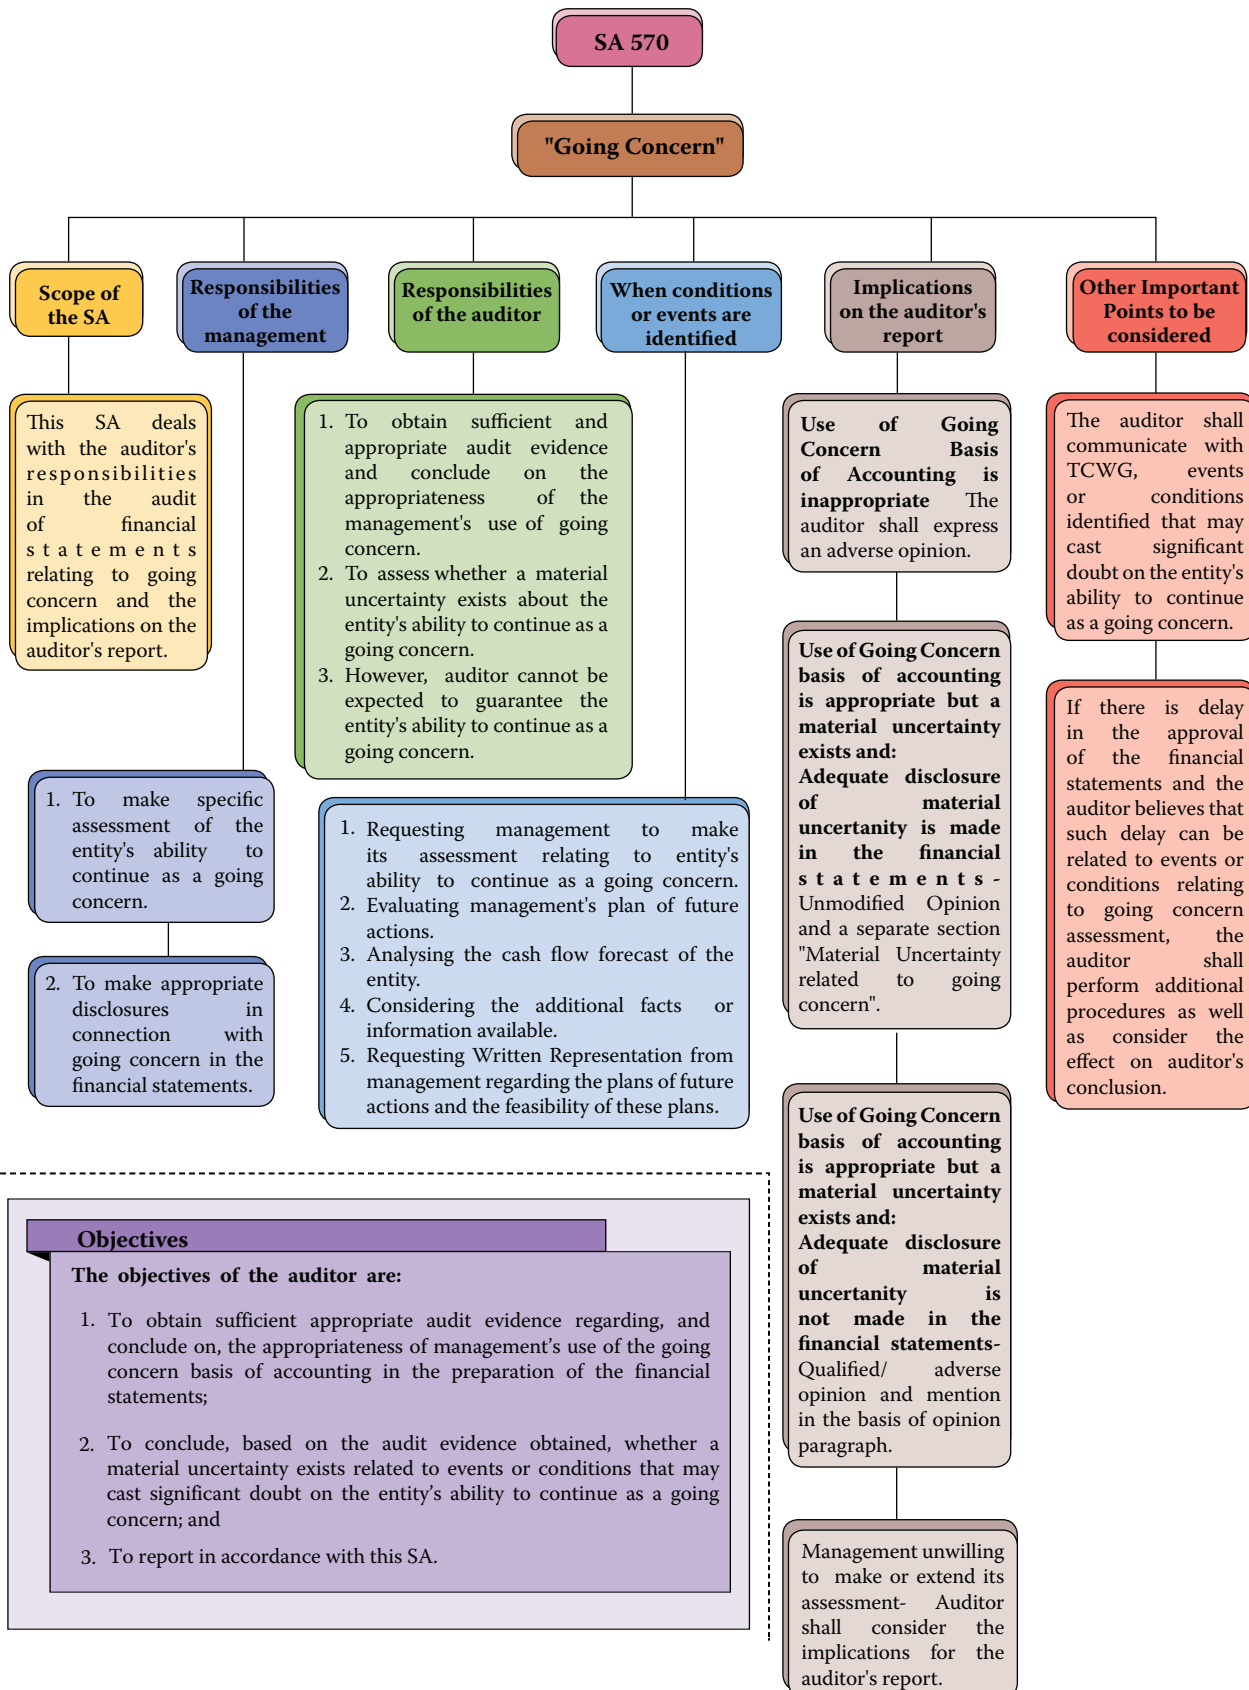 SA 570
"Going Concern"
Scope of
the SA
Responsibilities
of the
management
Responsibilities
of the auditor
When conditions
or events are
identified
Implications
on the auditor's
report
Other Important
Points to be
considered
This SA deals
with the auditor's
responsibilities
in the audit
of financial
statements
relating to going
concern and the
implications on the
auditor's report.
1. To make specific
assessment of the
entity's ability to
continue as a going
concern.
2. To make appropriate
disclosures in
connection with
going concern in the
financial statements.
1. To obtain sufficient and
appropriate audit evidence
and conclude on the
appropriateness of the
management's use of going
concern.
2. To assess whether a material
uncertainty exists about the
entity's ability to continue as a
going concern.
3. However, auditor cannot be
expected to guarantee the
entity's ability to continue as a
going concern.
1. Requesting management to make
its assessment relating to entity's
ability to continue as a going concern.
2. Evaluating management's plan of future
actions.
3. Analysing the cash flow forecast of the
entity.
4. Considering the additional facts or
information available.
5. Requesting Written Representation from
management regarding the plans of future
actions and the feasibility of these plans.
Use of Going
Concern Basis
of Accounting is
inappropriate The
auditor shall express
an adverse opinion.
Use of Going Concern
basis of accounting
is appropriate but a
material uncertainty
exists and:
Adequate disclosure
of material
uncertanity is made
in the financial
statements-
Unmodified Opinion
and a separate section
"Material Uncertainty
related to going
concern".
Use of Going Concern
basis of accounting
is appropriate but a
material uncertainty
exists and:
Adequate disclosure
of material
uncertanity is
not made in the
financial statements-
Qualified/ adverse
opinion and mention
in the basis of opinion
paragraph.
Management unwilling
to make or extend its
assessment- Auditor
shall consider the
implications for the
auditor's report.
The auditor shall
communicate with
TCWG, events
or conditions
identified that may
cast significant
doubt on the entity's
ability to continue
as a going concern.
If there is delay
in the approval
of the financial
statements and the
auditor believes that
such delay can be
related to events or
conditions relating
to going concern
assessment, the
auditor shall
perform additional
procedures as well
as consider the
effect on auditor's
conclusion.
Objectives
The objectives of the auditor are:
1. To obtain sufficient appropriate audit evidence regarding, and
conclude on, the appropriateness of management’s use of the going
concern basis of accounting in the preparation of the financial
statements;
2. To conclude, based on the audit evidence obtained, whether a
material uncertainty exists related to events or conditions that may
cast significant doubt on the entity’s ability to continue as a going
concern; and
3. To report in accordance with this SA.